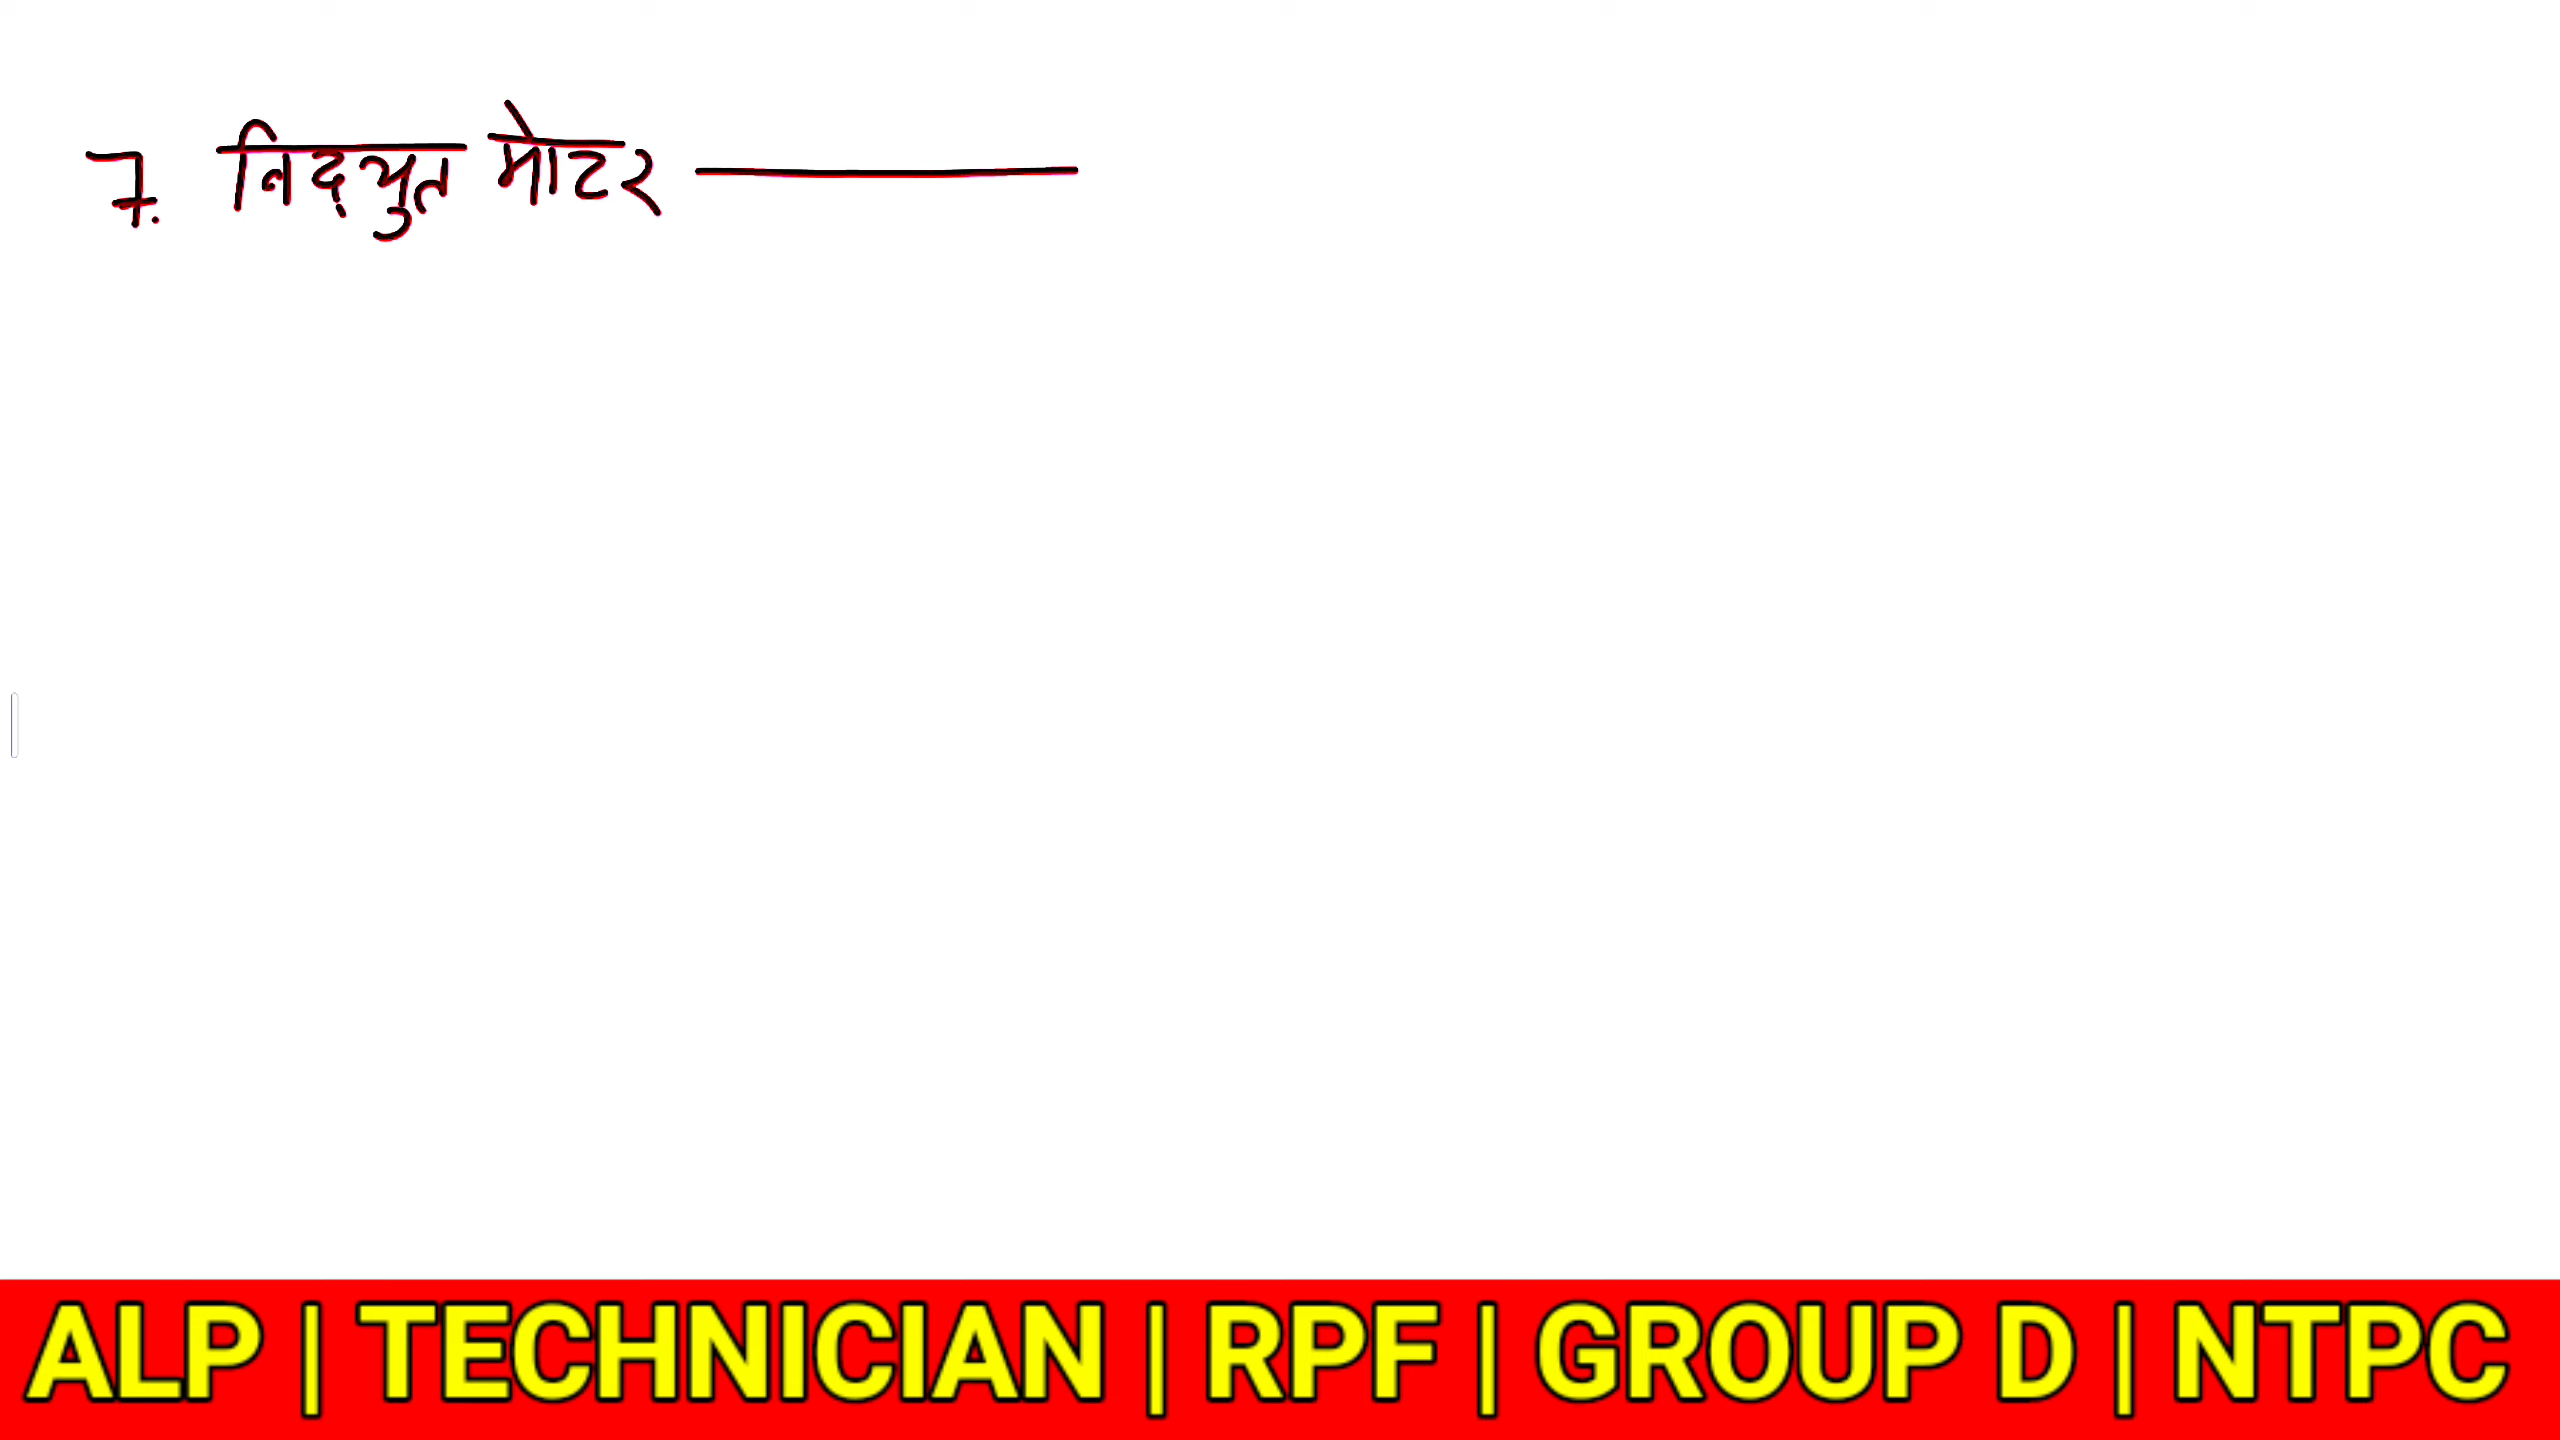 7. विद्युत मोटर
ALP | TECHNICIAN | RPF | GROUP D | NTPC